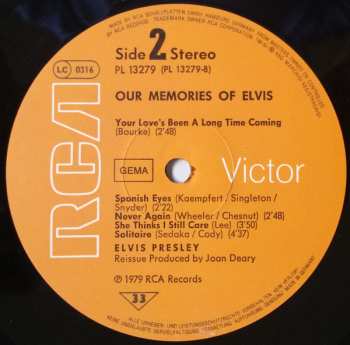 LC 0316
Side 2 Stereo
PL 13279 (PL 13279-B)
OUR MEMORIES OF ELVIS
Your Love's Been A Long Time Coming
(Bourke) (2'48)
GEMA
RCA
Victor
Spanish Eyes (Kaempfert / Singleton /
Snyder) (2'22)
Never Again (Wheeler / Chesnut) (2'48)
She Thinks I Still Care (Lee) (3'50)
Solitaire (Sedaka / Cody) (4'37)
ELVIS PRESLEY
Reissue Produced by Joan Deary
℗ 1979 RCA Records
33